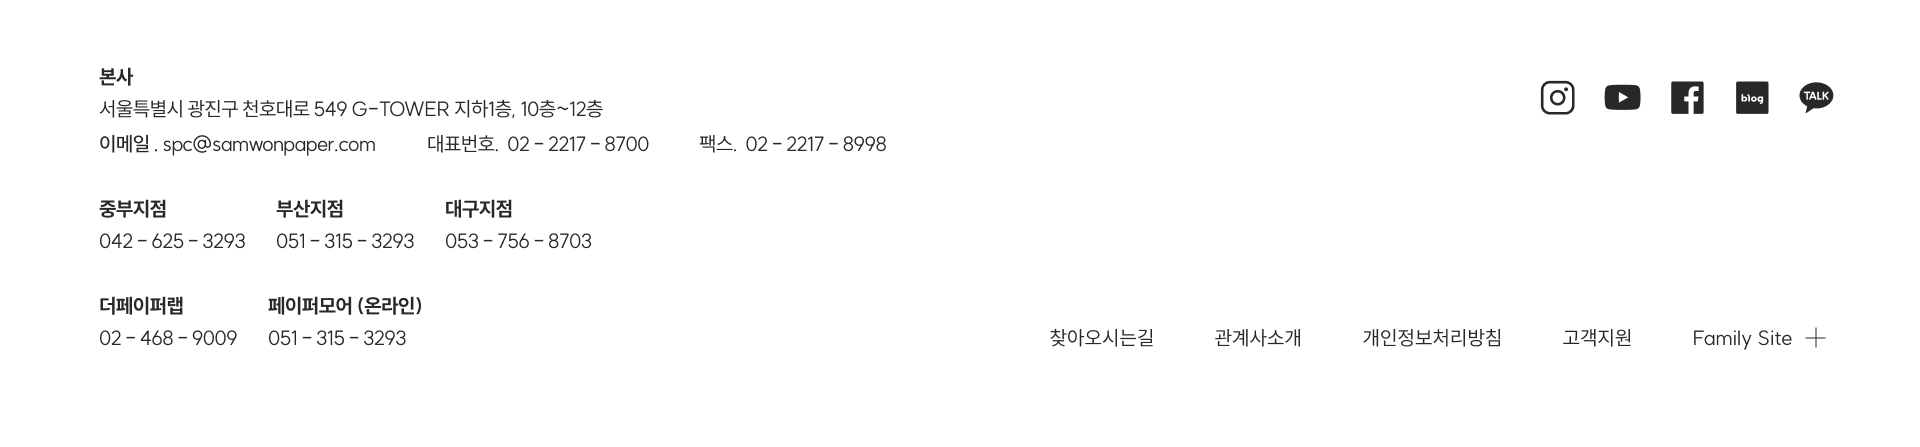 본사
서울특별시 광진구 천호대로 549 G-TOWER 지하1층, 10층~12층
이메일 . spc@samwonpaper.com 대표번호. 02 - 2217 - 8700 팩스. 02 - 2217 - 8998
blog
TALK
중부지점 부산지점 대구지점
042 - 625 - 3293 051 - 315 - 3293 053 - 756 - 8703
더페이퍼랩 페이퍼모어 (온라인)
02 - 468 - 9009 051 - 315 - 3293
찾아오시는길 관계사소개 개인정보처리방침 고객지원 Family Site +